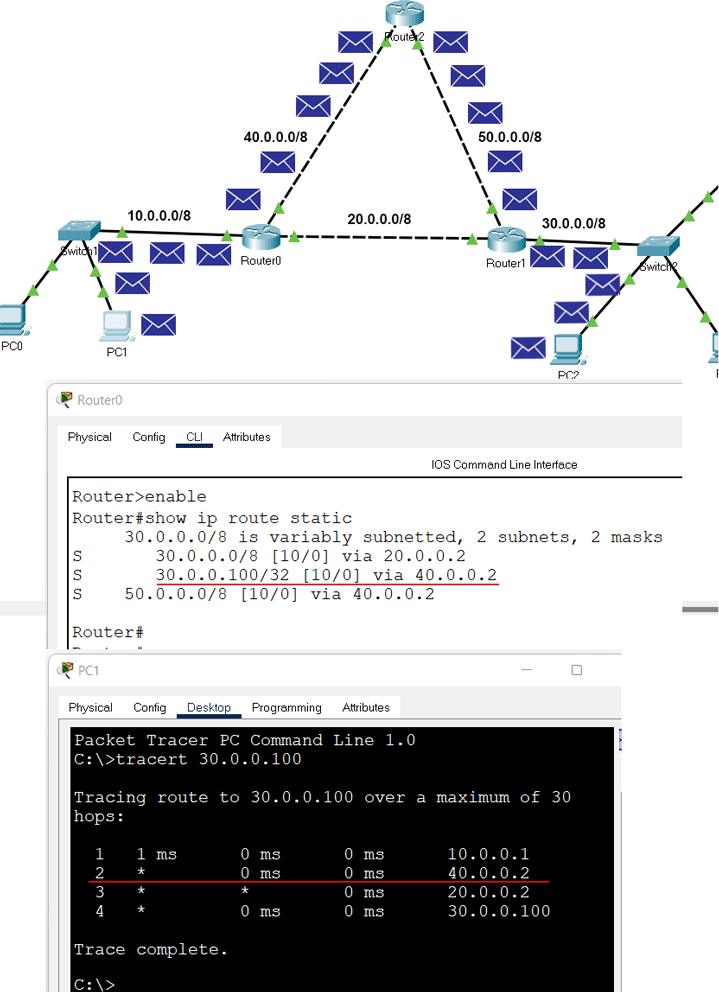 Router2
40.0.0.0/8
50.0.0.0/8
10.0.0.0/8
20.0.0.0/8
30.0.0.0/8
Switch1
Router0
Router1
Switch2
PC0
PC1
PC2
Router0
Physical Config CLI Attributes
IOS Command Line Interface
Router>enable
Router#show ip route static
30.0.0.0/8 is variably subnetted, 2 subnets, 2 masks
S 30.0.0.0/8 [10/0] via 20.0.0.2
S 30.0.0.100/32 [10/0] via 40.0.0.2
S 50.0.0.0/8 [10/0] via 40.0.0.2
Router#
PC1
Physical Config Desktop Programming Attributes
Packet Tracer PC Command Line 1.0
C:\>tracert 30.0.0.100
Tracing route to 30.0.0.100 over a maximum of 30
hops:
1 1 ms 0 ms 0 ms 10.0.0.1
2 * 0 ms 0 ms 40.0.0.2
3 * * 0 ms 20.0.0.2
4 * 0 ms 0 ms 30.0.0.100
Trace complete.
C:\>